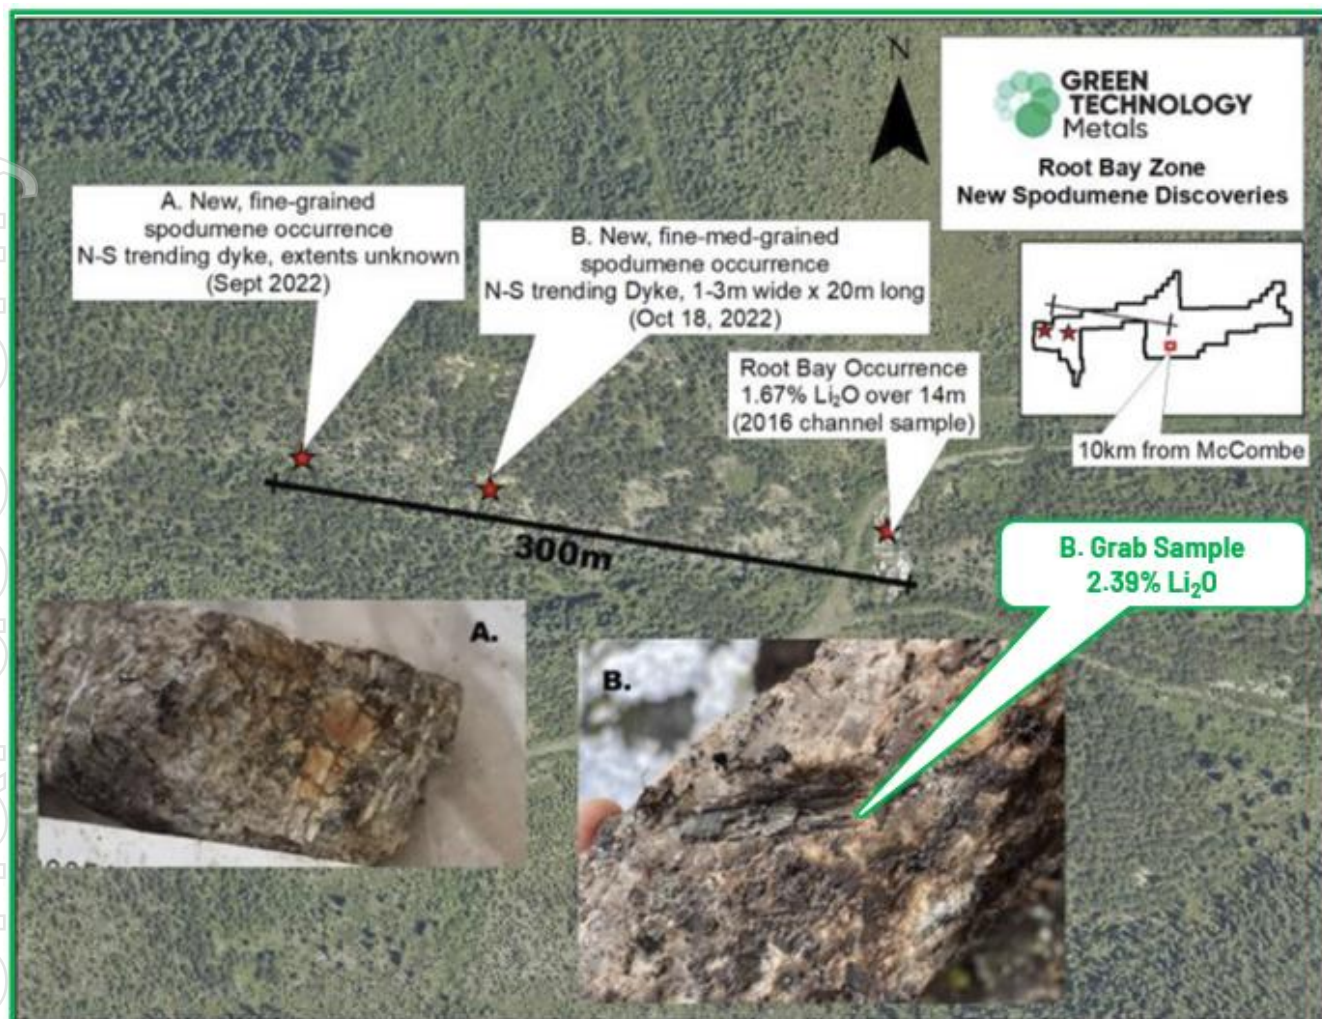 N
GREEN
TECHNOLOGY
Metals
Root Bay Zone
New Spodumene Discoveries
A. New, fine-grained
spodumene occurrence
N-S trending dyke, extents unknown
(Sept 2022)
B. New, fine-med-grained
spodumene occurrence
N-S trending Dyke, 1-3m wide x 20m long
(Oct 18, 2022)
Root Bay Occurrence
1.67% Li₂O over 14m
(2016 channel sample)
10km from McCombe
300m
B. Grab Sample
2.39% Li₂O
A.
B.